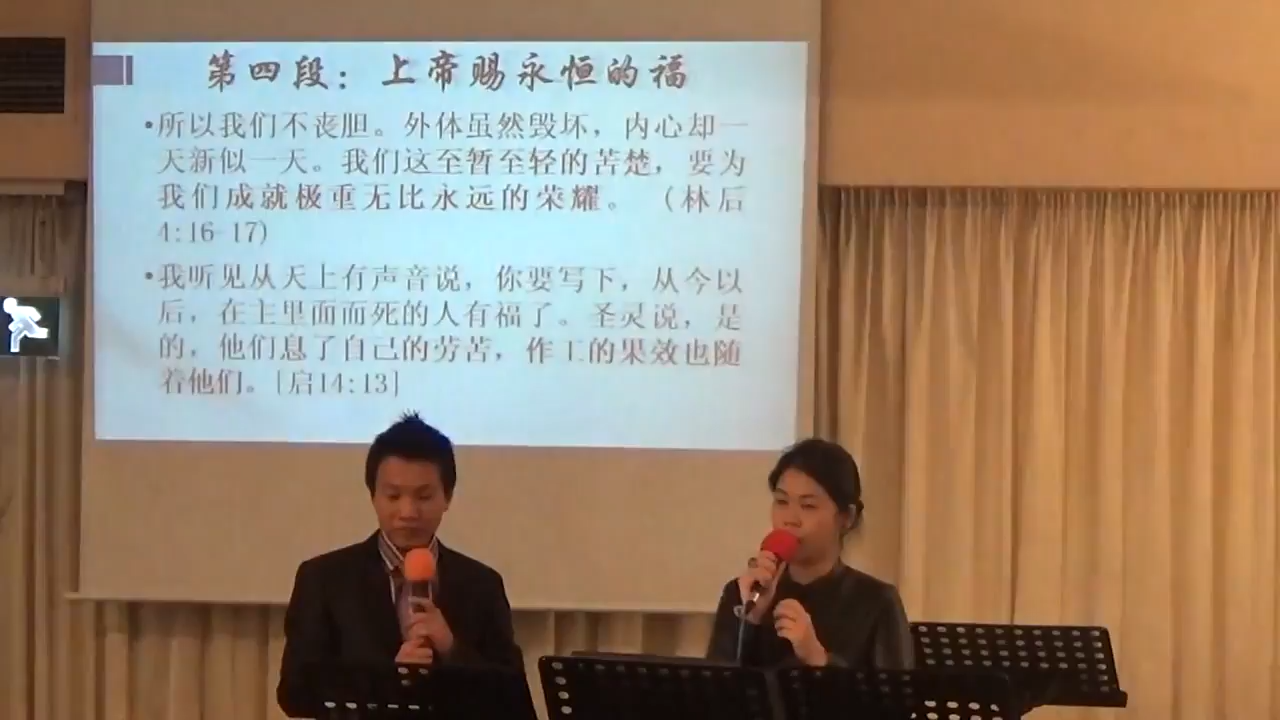 第四段：上帝赐永恒的福
•所以我们不丧胆。外体虽然毁坏，内心却一
天新似一天。我们这至暂至轻的苦楚，要为
我们成就极重无比永远的荣耀。（林后
4:16-17）
•我听见从天上有声音说，你要写下，从今以
后，在主里面而死的人有福了。圣灵说，是
的，他们息了自己的劳苦，作工的果效也随
着他们。[启14:13]